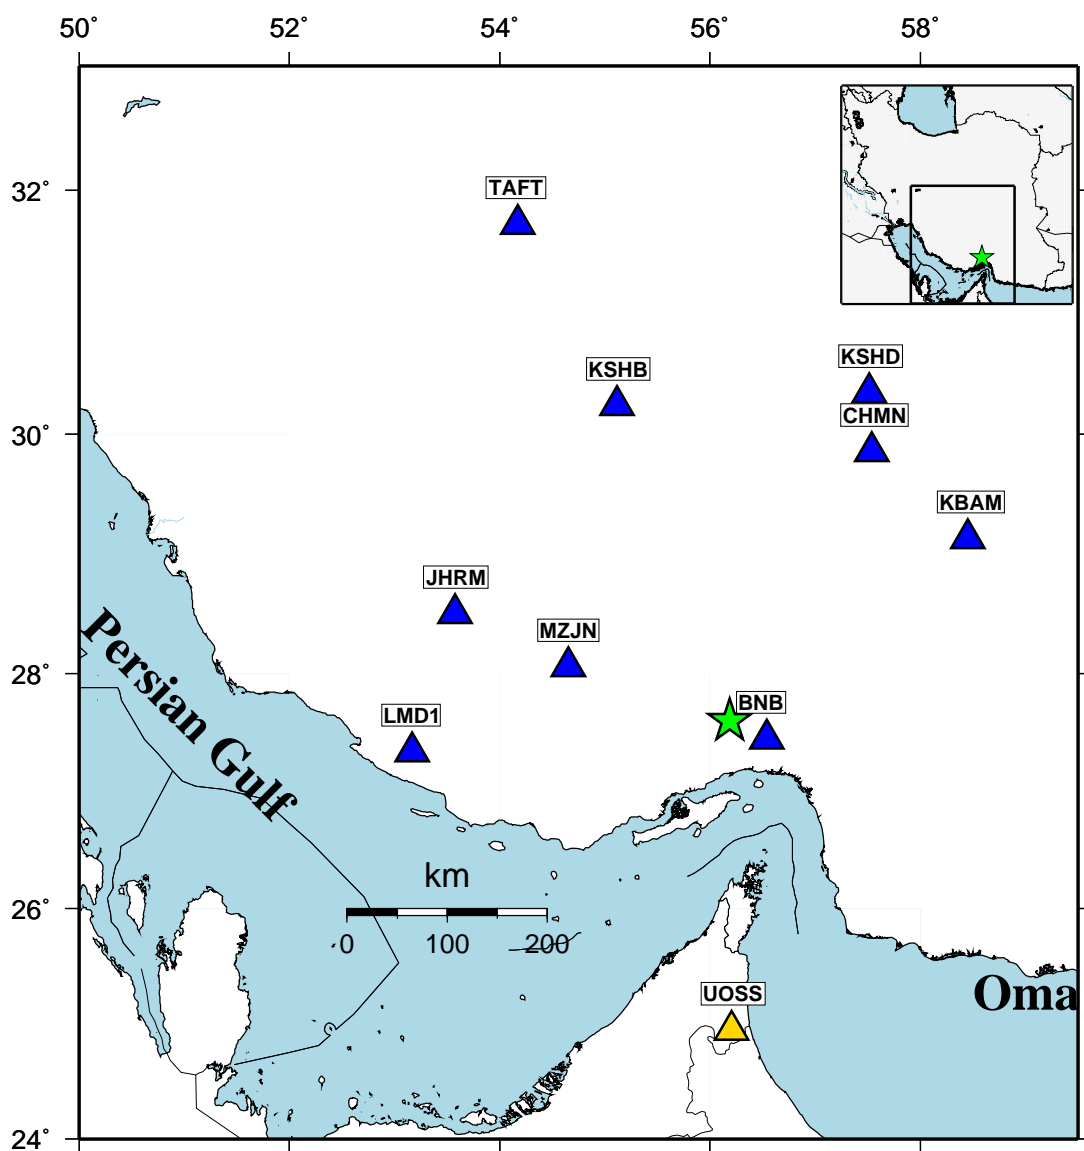 50° 52° 54° 56° 58°
32°
30°
28°
26°
24°
TAFT
KSHB
KSHD
CHMN
KBAM
JHRM
MZJN
BNB
LMD1
Persian Gulf
km
0 100 200
UOSS
Oma